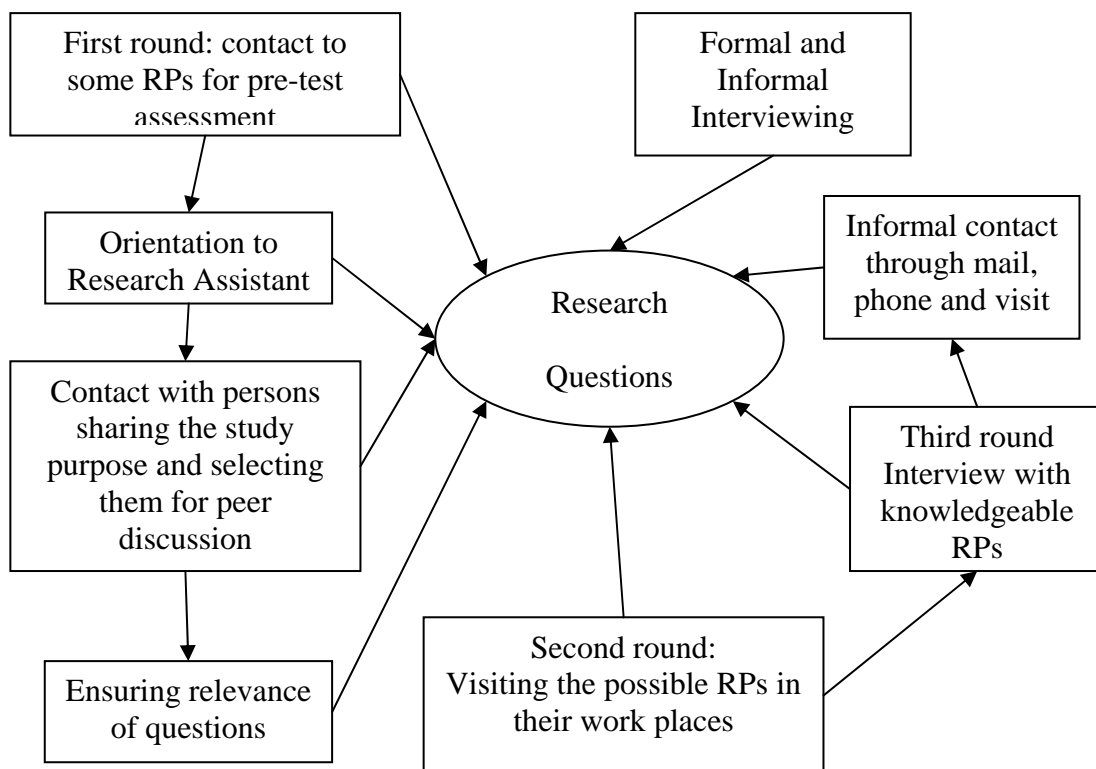 First round: contact to
some RPs for pre-test
assessment
Orientation to
Research Assistant
Contact with persons
sharing the study
purpose and selecting
them for peer
discussion
Ensuring relevance
of questions
Research
Questions
Formal and
Informal
Interviewing
Informal contact
through mail,
phone and visit
Third round
Interview with
knowledgeable
RPs
Second round:
Visiting the possible RPs in
their work places